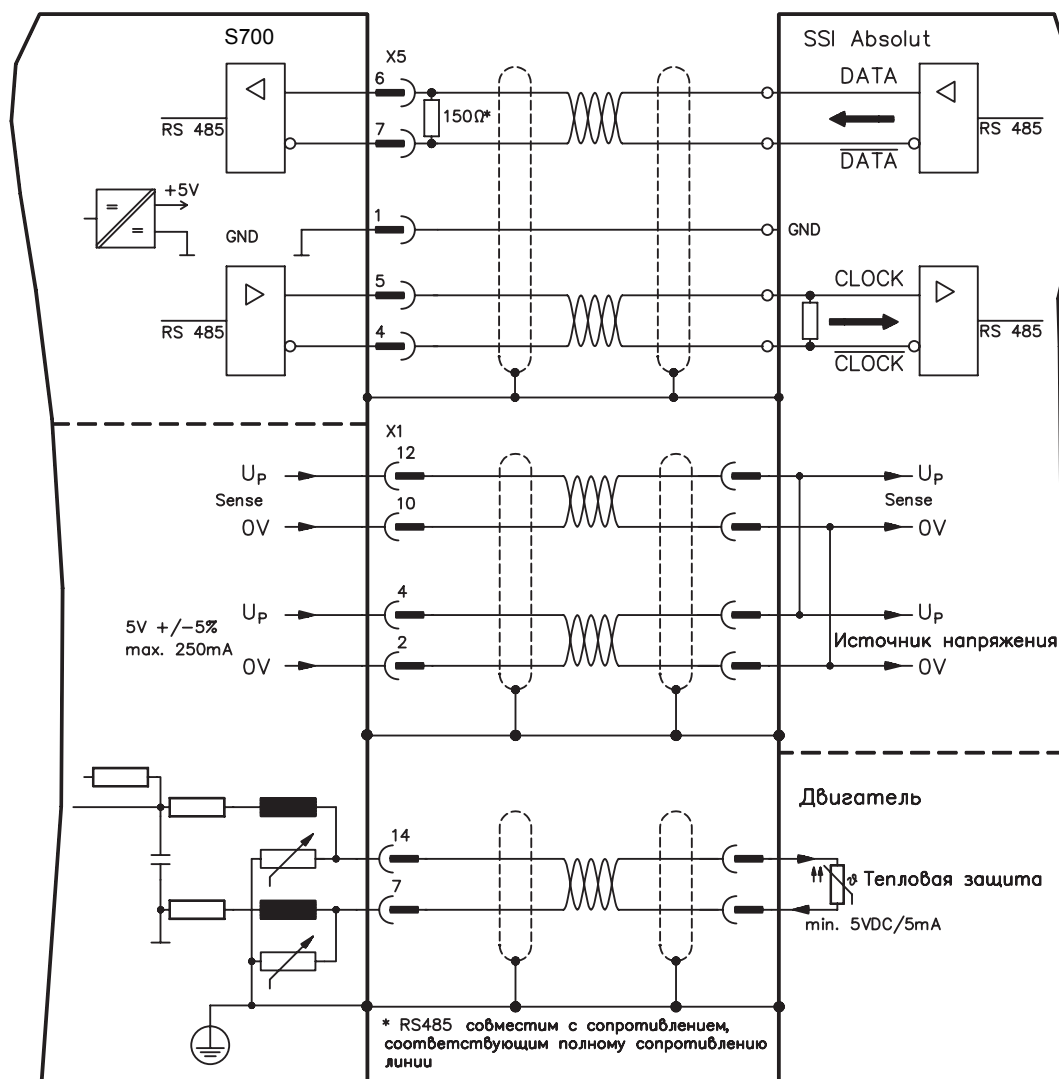 S700
X5
SSI Absolut
6
DATA
150Ω*
RS 485
7
DATA
RS 485
+5V
=
=
1
GND
GND
5
CLOCK
RS 485
4
CLOCK
RS 485
X1
12
UP
UP
Sense
Sense
10
0V
0V
4
UP
UP
5V +/-5%
max. 250mA
Источник напряжения
2
0V
0V
Двигатель
14
ϑ
Тепловая защита
7
min. 5VDC/5mA
* RS485 совместим с сопротивлением,
соответствующим полному сопротивлению
линии